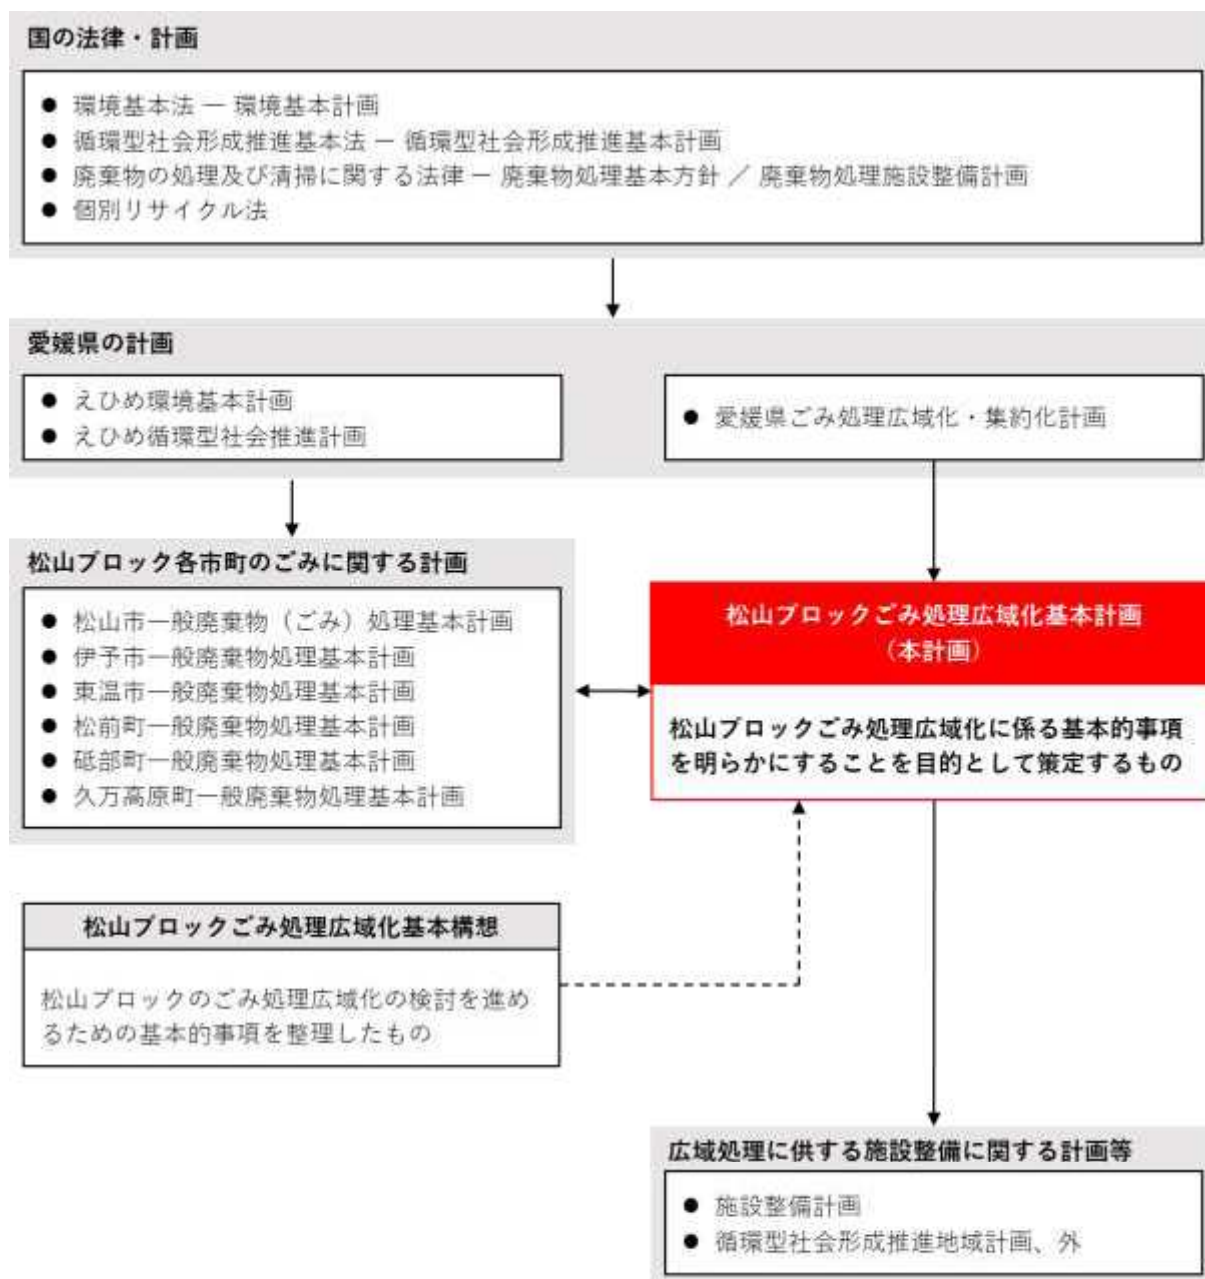 国の法律・計画
● 環境基本法 ー 環境基本計画
● 循環型社会形成推進基本法 ー 循環型社会形成推進基本計画
● 廃棄物の処理及び清掃に関する法律 ー 廃棄物処理基本方針 ／ 廃棄物処理施設整備計画
● 個別リサイクル法
愛媛県の計画
● えひめ環境基本計画
● えひめ循環型社会推進計画
● 愛媛県ごみ処理広域化・集約化計画
松山ブロック各市町のごみに関する計画
● 松山市一般廃棄物（ごみ）処理基本計画
● 伊予市一般廃棄物処理基本計画
● 東温市一般廃棄物処理基本計画
● 松前町一般廃棄物処理基本計画
● 砥部町一般廃棄物処理基本計画
● 久万高原町一般廃棄物処理基本計画
松山ブロックごみ処理広域化基本計画
（本計画）
松山ブロックごみ処理広域化に係る基本的事項
を明らかにすることを目的として策定するもの
松山ブロックごみ処理広域化基本構想
松山ブロックのごみ処理広域化の検討を進め
るための基本的事項を整理したもの
広域処理に供する施設整備に関する計画等
● 施設整備計画
● 循環型社会形成推進地域計画、外